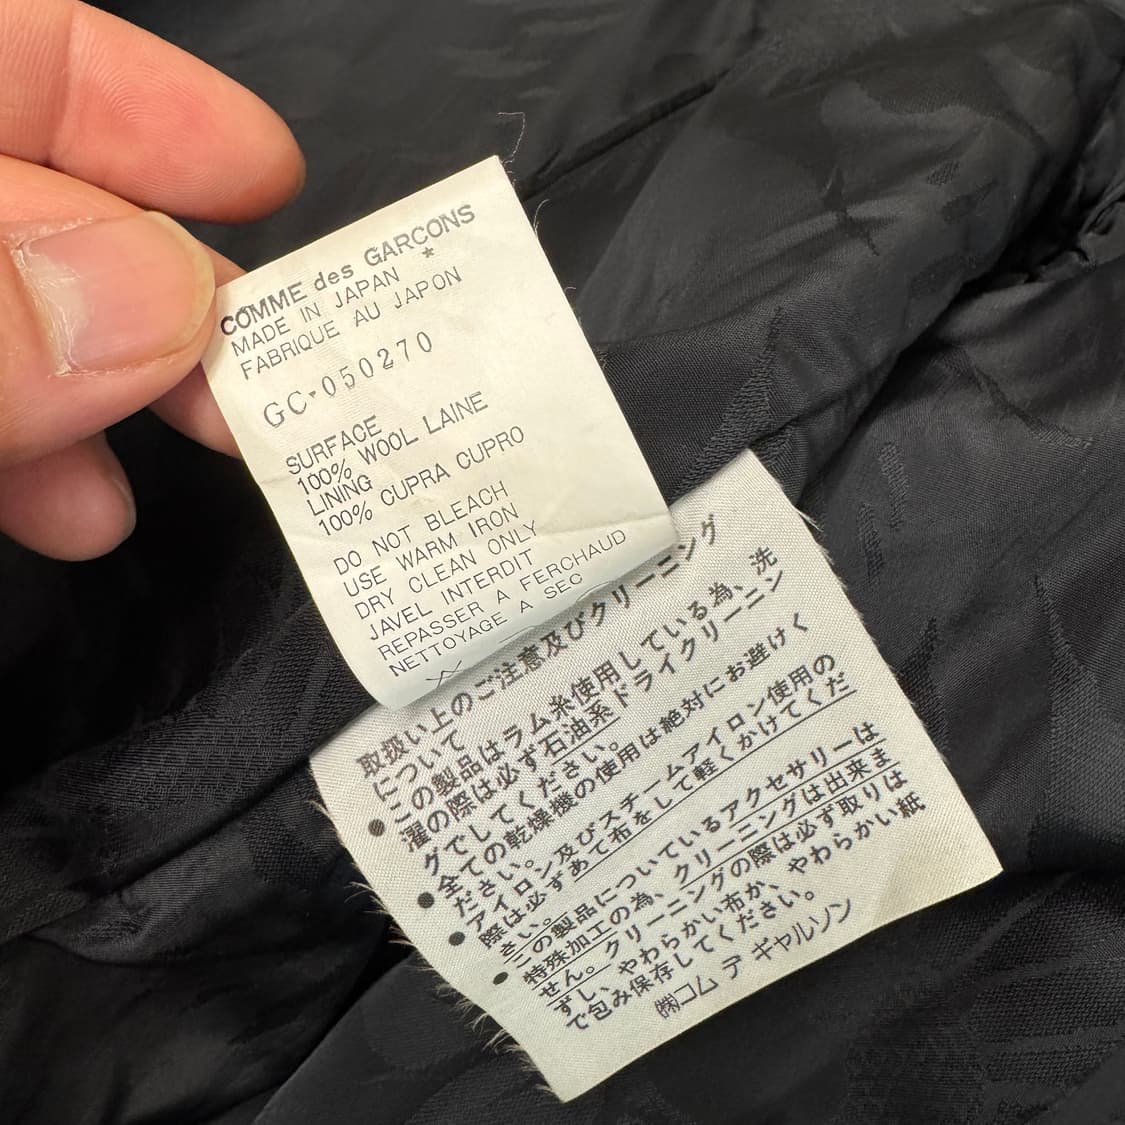 COMME des GARÇONS
*
MADE IN JAPAN
FABRIQUE AU JAPON
GC-050270
SURFACE
100% WOOL LAINE
LINING
100% CUPRA CUPRO
DO NOT BLEACH
USE WARM IRON
DRY CLEAN ONLY
JAVEL INTERDIT
REPASSER A FERCHAUD
NETTOYAGE A SEC
取扱い上のご注意及びクリーニング
について
●この製品はラム糸使用している為、洗
濯の際は必ず石油系ドライクリーニン
グでしてください。
●全ての乾燥機の使用は絶対にお避けく
ださい。
●アイロン及びスチームアイロン使用の
際は必ずあて布をして軽くかけてくだ
さい。
●この製品についているアクセサリーは
特殊加工の為、クリーニングは出来ま
せん。クリーニングの際は必ず取りは
ずし、やわらかい布か、やわらかい紙
で包み保存してください。
㈱コム デ ギャルソン